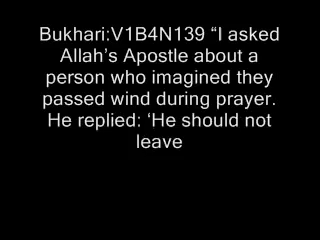 Bukhari:V1B4N139 “I asked
Allah’s Apostle about a
person who imagined they
passed wind during prayer.
He replied: ‘He should not
leave